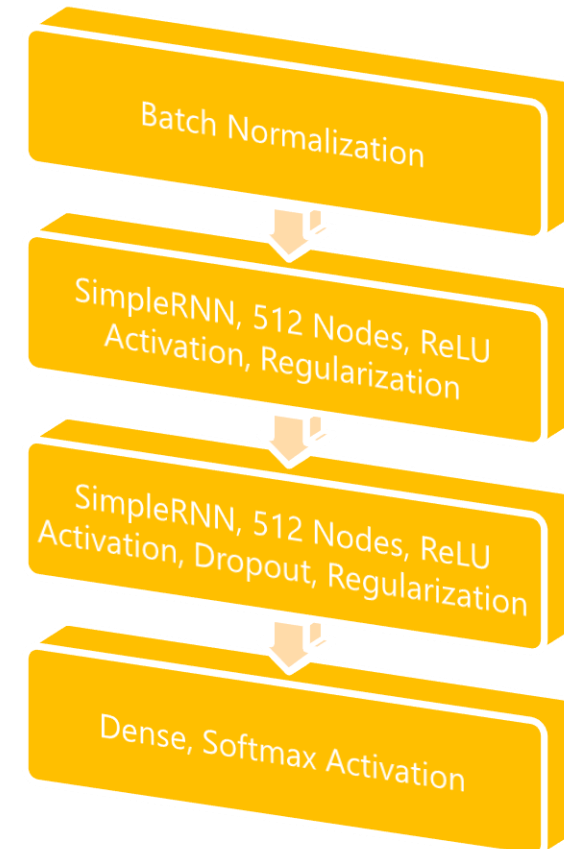 Batch Normalization
SimpleRNN, 512 Nodes, ReLU
Activation, Regularization
SimpleRNN, 512 Nodes, ReLU
Activation, Dropout, Regularization
Dense, Softmax Activation